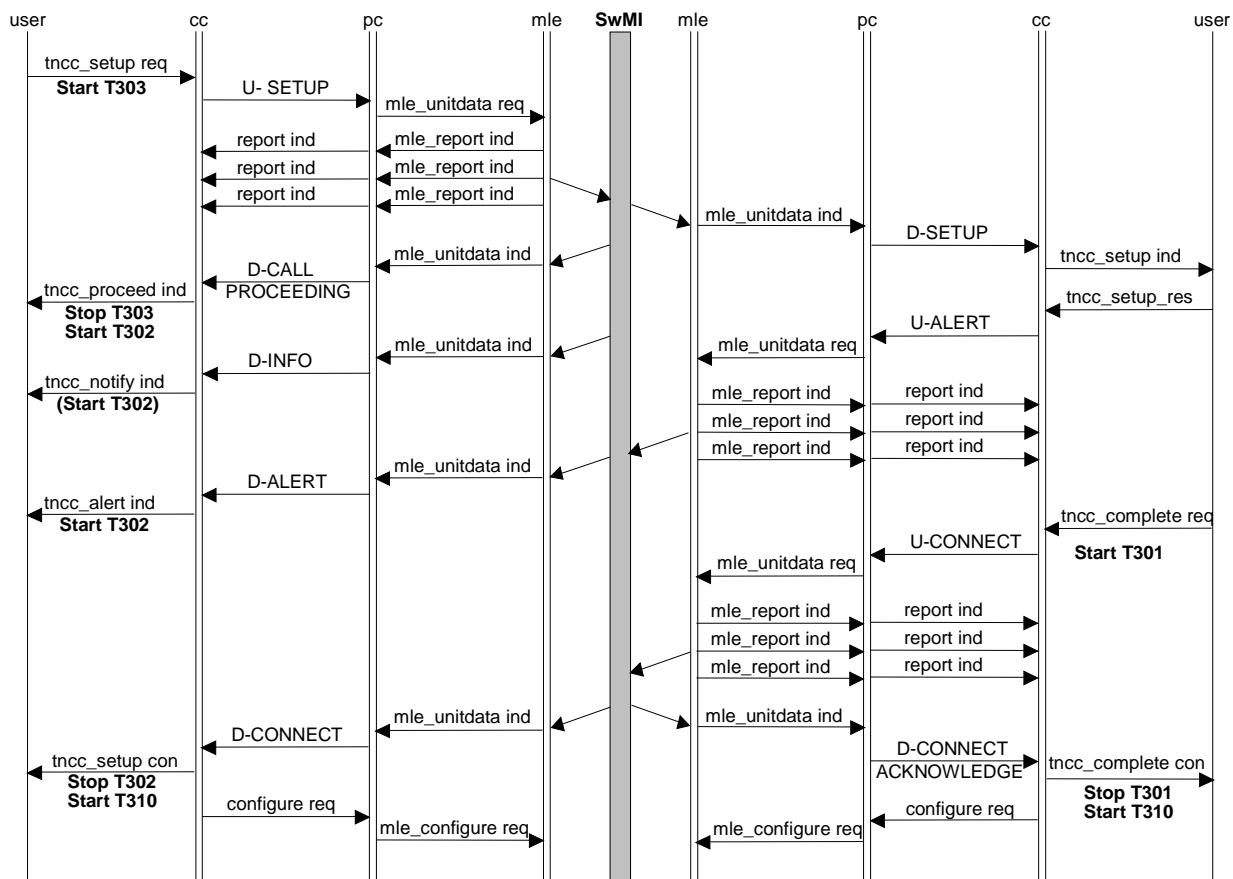 user cc pc mle SwMI mle pc cc user
tncc_setup req
Start T303
U- SETUP
mle_unitdata req
report ind mle_report ind
report ind mle_report ind
report ind mle_report ind
mle_unitdata ind
D-SETUP
mle_unitdata ind
tncc_setup ind
D-CALL
PROCEEDING
tncc_proceed ind
Stop T303
Start T302
tncc_setup_res
U-ALERT
mle_unitdata ind
mle_unitdata req
D-INFO
tncc_notify ind
(Start T302)
mle_report ind report ind
mle_report ind report ind
mle_report ind report ind
mle_unitdata ind
D-ALERT
tncc_alert ind
Start T302
tncc_complete req
U-CONNECT
Start T301
mle_unitdata req
mle_report ind report ind
mle_report ind report ind
mle_report ind report ind
mle_unitdata ind mle_unitdata ind
D-CONNECT
D-CONNECT
ACKNOWLEDGE
tncc_setup con
Stop T302
Start T310
tncc_complete con
Stop T301
Start T310
configure req
configure req
mle_configure req mle_configure req